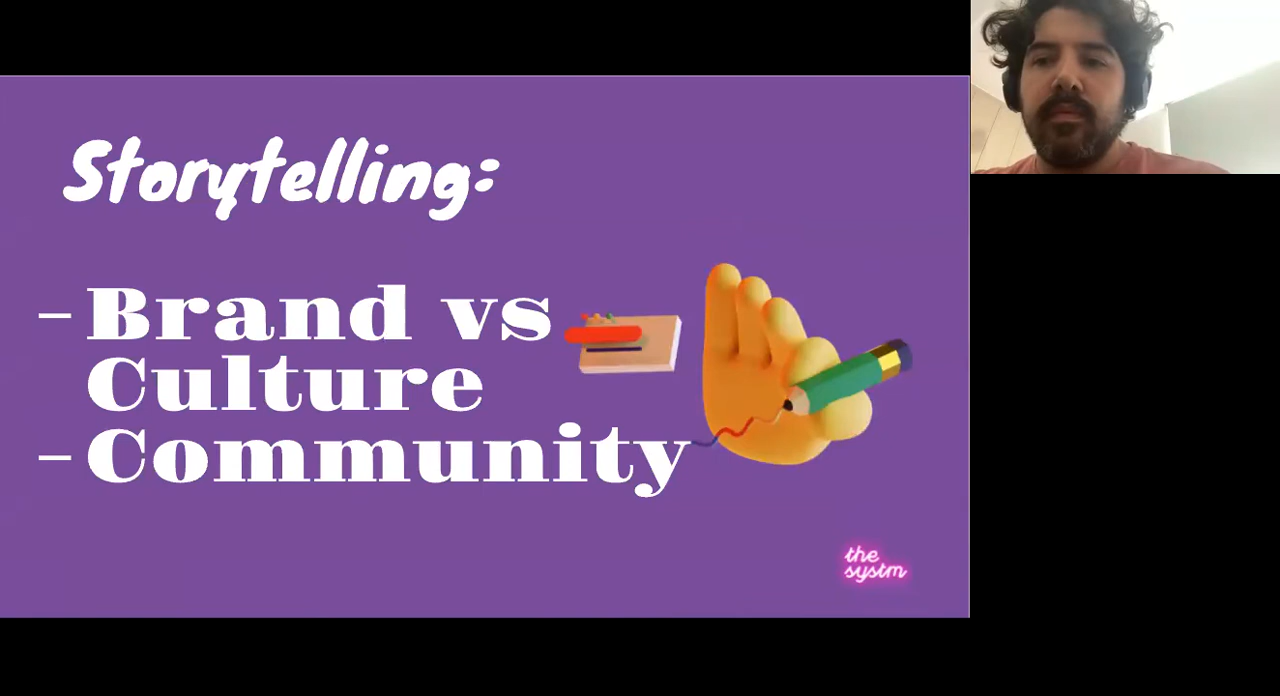 Storytelling:
– Brand vs
Culture
– Community
the
systm